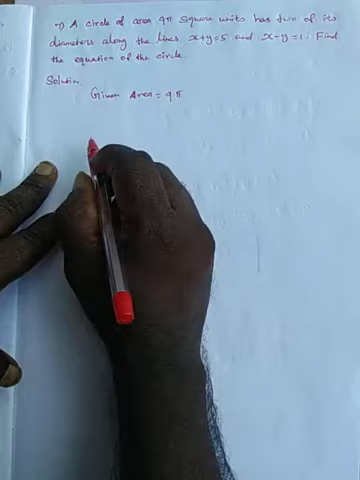 7) A circle of area 9π square units has two of its
diameters along the lines x+y=5 and x-y=1. Find
the equation of the circle.
Solution.
Given Area = 9π